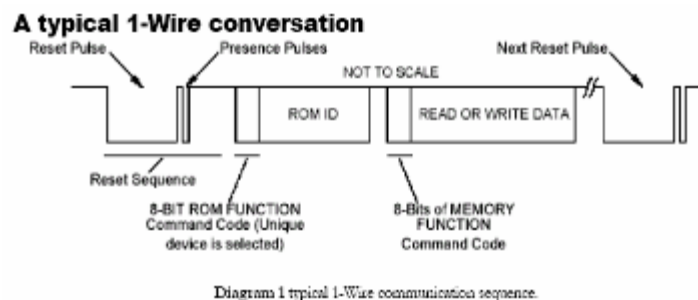 A typical 1-Wire conversation
Reset Pulse
Presence Pulses
Next Reset Pulse
NOT TO SCALE
ROM ID
READ OR WRITE DATA
Reset Sequence
8-BIT ROM FUNCTION
Command Code (Unique
device is selected)
8-Bits of MEMORY
FUNCTION
Command Code
Diagram 1 typical 1-Wire communication sequence.